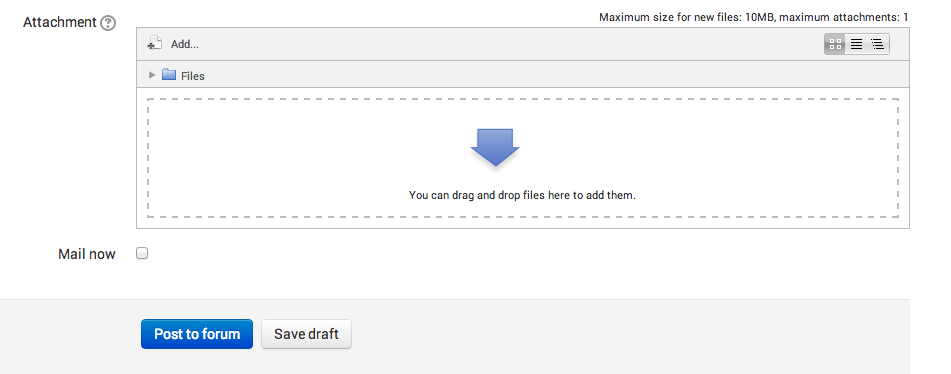 Maximum size for new files: 10MB, maximum attachments: 1
Attachment ?
Add...
Files
You can drag and drop files here to add them.
Mail now
Post to forum Save draft